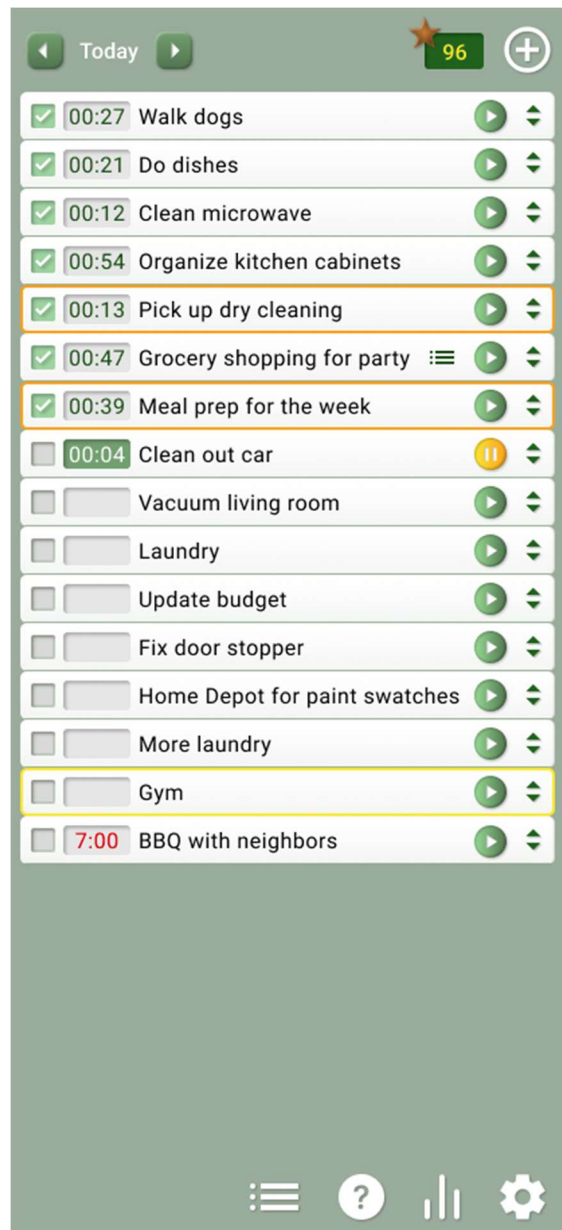 Today 96
00:27 Walk dogs
00:21 Do dishes
00:12 Clean microwave
00:54 Organize kitchen cabinets
00:13 Pick up dry cleaning
00:47 Grocery shopping for party
00:39 Meal prep for the week
00:04 Clean out car
Vacuum living room
Laundry
Update budget
Fix door stopper
Home Depot for paint swatches
More laundry
Gym
7:00 BBQ with neighbors
?